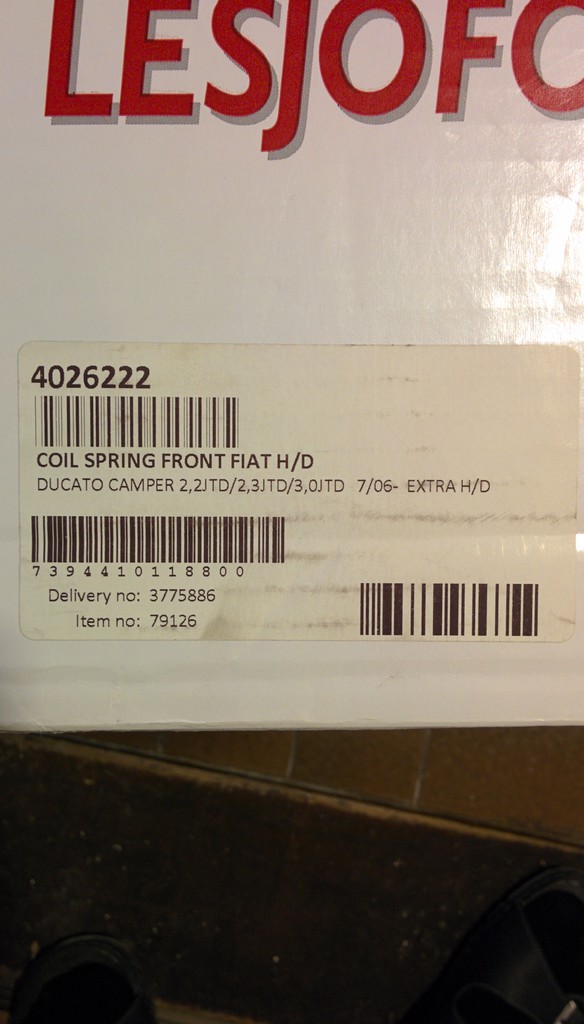 LESJOFO
4026222
COIL SPRING FRONT FIAT H/D
DUCATO CAMPER 2,2JTD/2,3JTD/3,0JTD 7/06- EXTRA H/D
7394410118800
Delivery no: 3775886
Item no: 79126